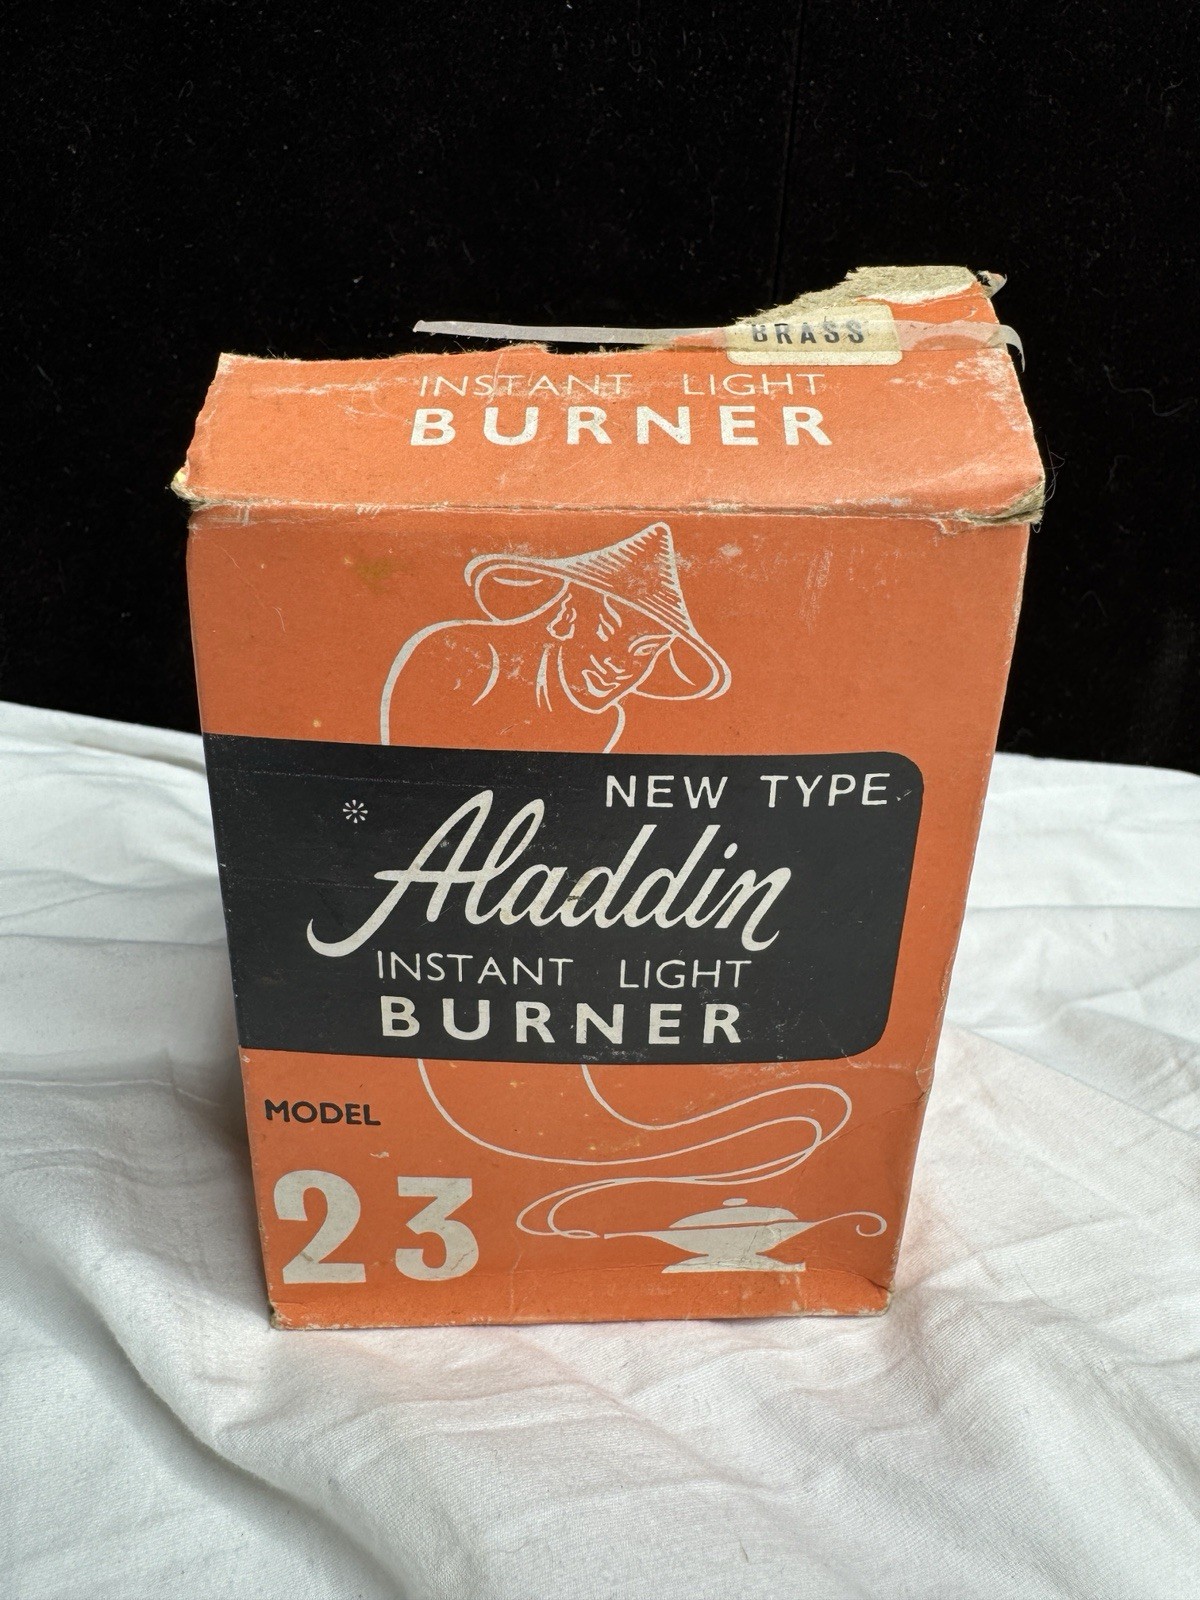 BRASS
INSTANT LIGHT
BURNER
NEW TYPE
* Aladdin
INSTANT LIGHT
BURNER
MODEL
23